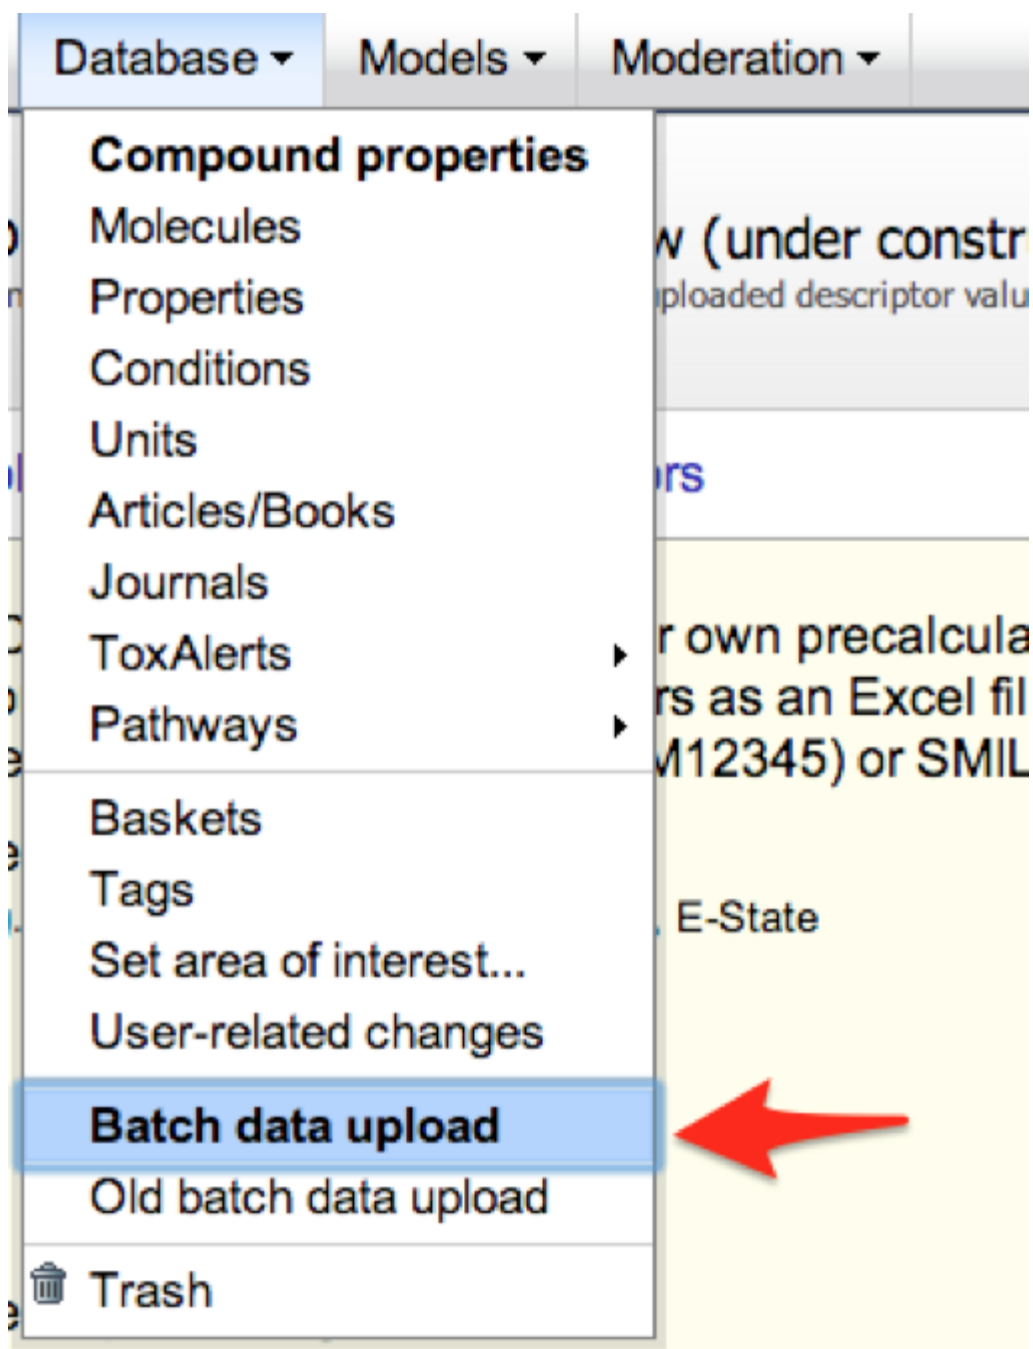 Database Models Moderation
Compound properties
Molecules
w (under constr
Properties
ploaded descriptor valu
Conditions
Units
rs
Articles/Books
Journals
ToxAlerts
r own precalcula
Pathways
rs as an Excel fil
M12345) or SMIL
Baskets
Tags
E-State
Set area of interest...
User-related changes
Batch data upload
Old batch data upload
Trash